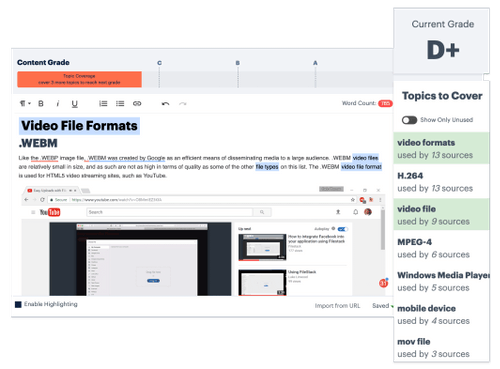 Current Grade
D+
Content Grade
C
B
A
Topic Coverage
cover 3 more topics to reach next grade
Word Count: 785
Video File Formats
.WEBM
Like the .WEBP image file, .WEBM was created by Google as an efficient means of disseminating media to a large audience. .WEBM video files
are relatively small in size, and as such are not as high in terms of quality as some of the other file types on this list. The .WEBM video file format
is used for HTML5 video streaming sites, such as YouTube.
Secure
YouTube
Search
Up next
Autoplay
How to Integrate Facebook into
your application using Filestack
Filestack
Using FileStack
Enable Highlighting
Import from URL
Saved
Topics to Cover
Show Only Unused
video formats
used by 13 sources
H.264
used by 13 sources
video file
used by 9 sources
MPEG-4
used by 6 sources
Windows Media Player
used by 5 sources
mobile device
used by 4 sources
mov file
used by 3 sources